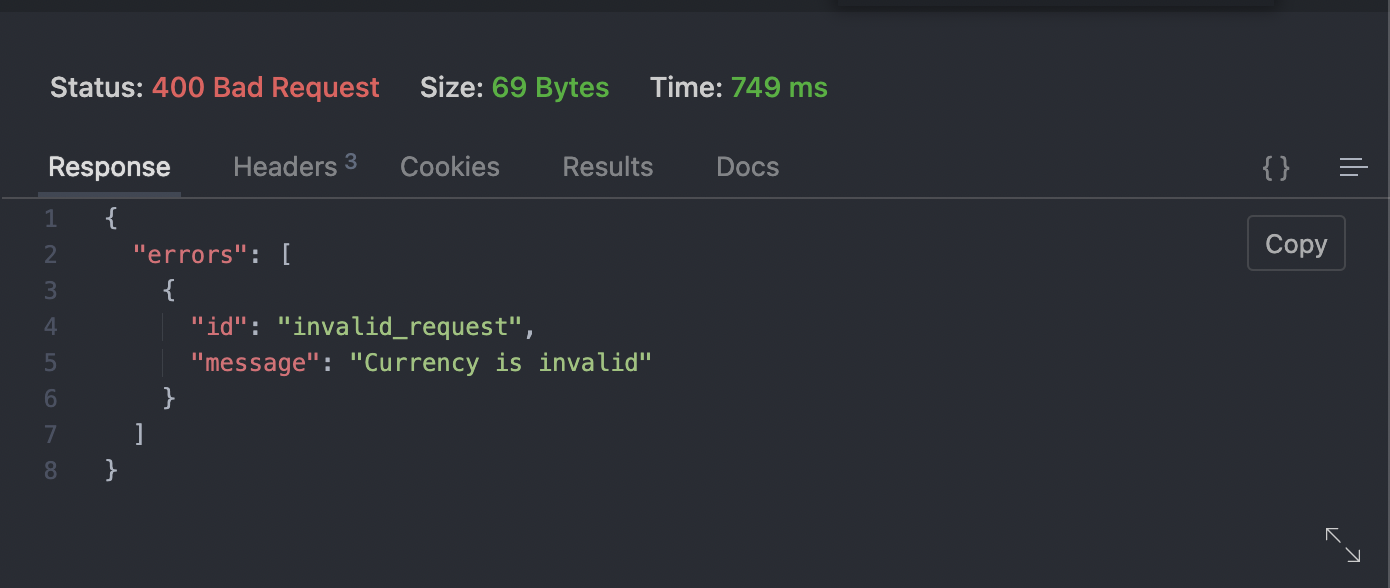 Status: 400 Bad Request Size: 69 Bytes Time: 749 ms
Response Headers 3 Cookies Results Docs { }
1 {
Copy
2 "errors": [
3 {
4 "id": "invalid_request",
5 "message": "Currency is invalid"
6 }
7 ]
8 }